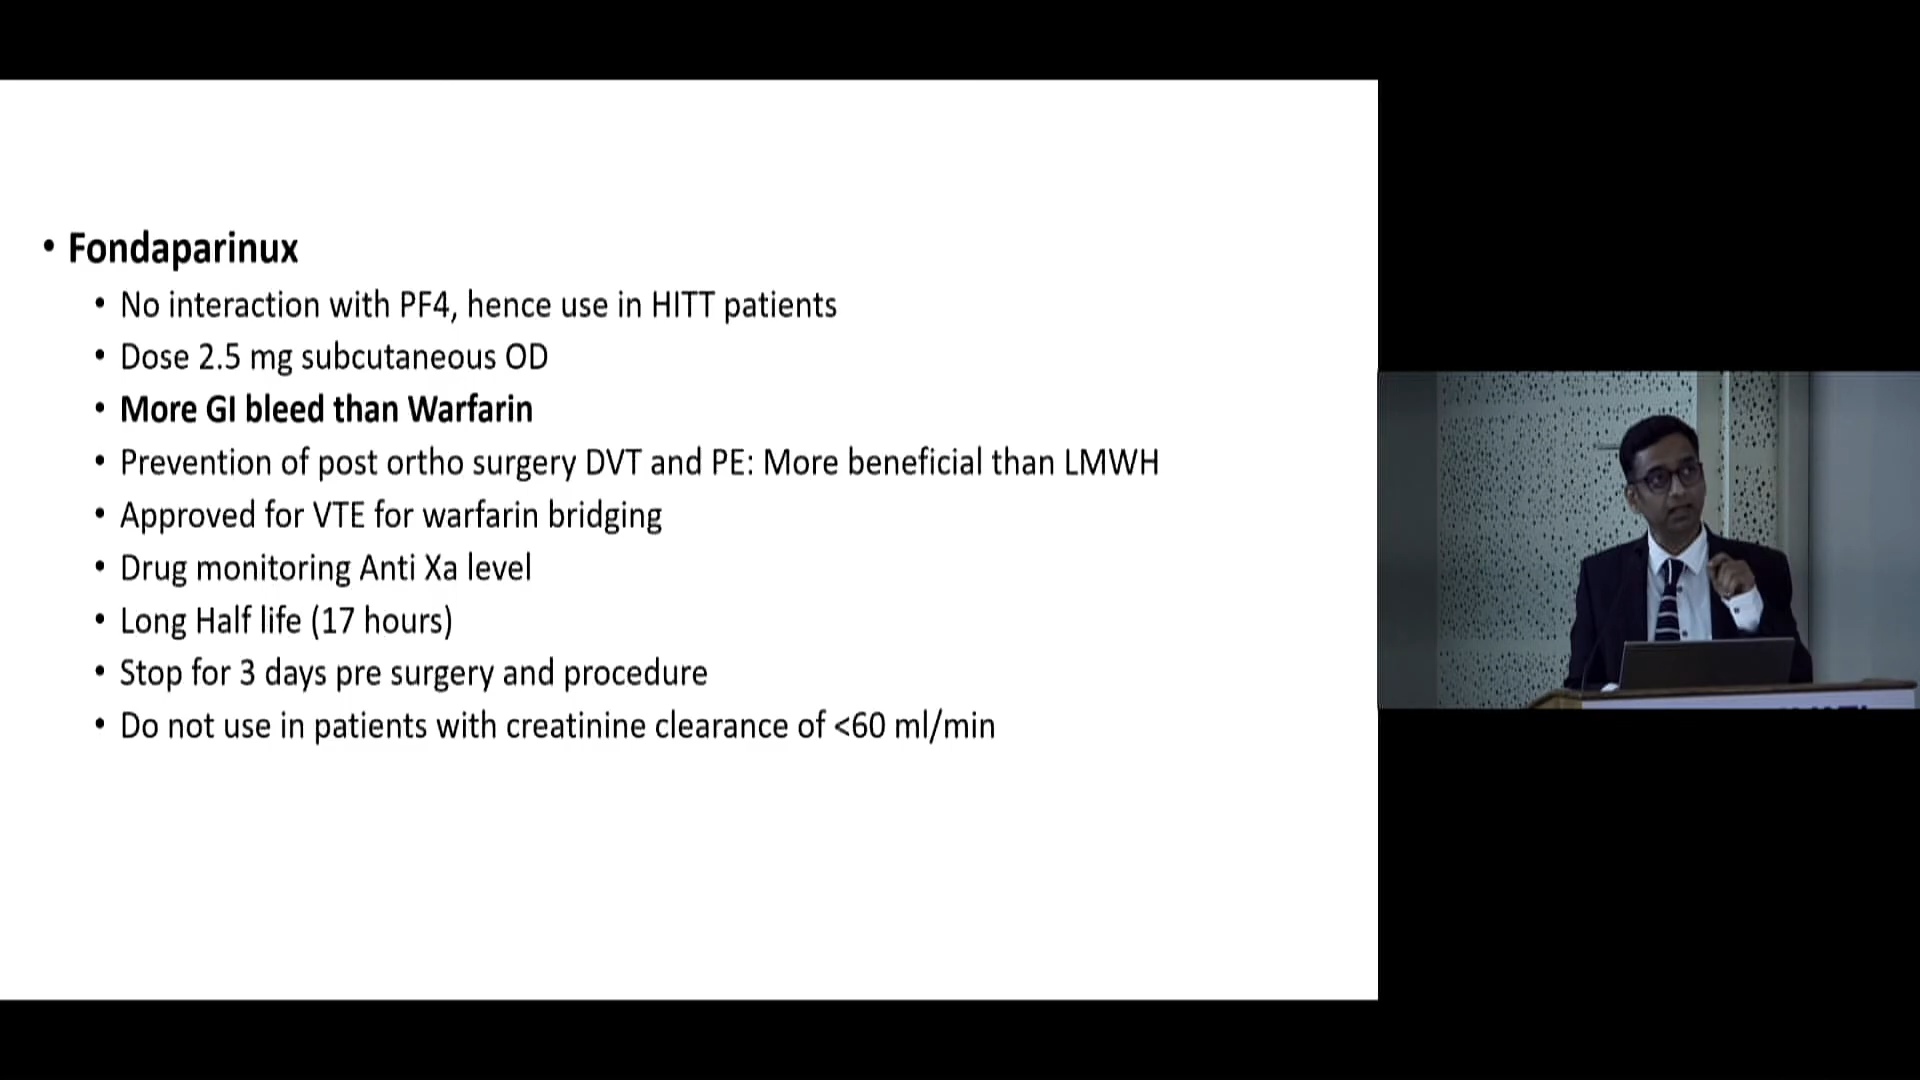 • Fondaparinux
• No interaction with PF4, hence use in HITT patients
• Dose 2.5 mg subcutaneous OD
• More GI bleed than Warfarin
• Prevention of post ortho surgery DVT and PE: More beneficial than LMWH
• Approved for VTE for warfarin bridging
• Drug monitoring Anti Xa level
• Long Half life (17 hours)
• Stop for 3 days pre surgery and procedure
• Do not use in patients with creatinine clearance of <60 ml/min